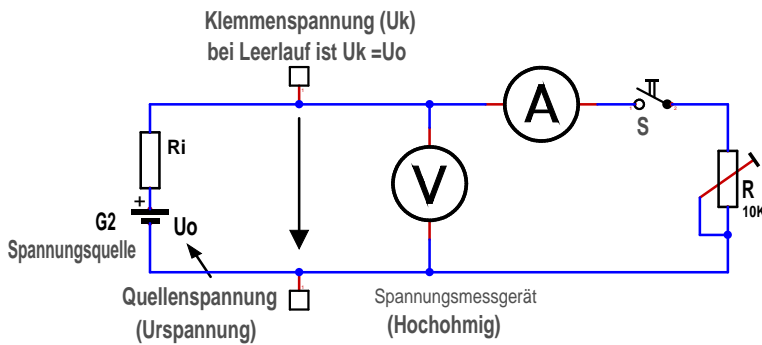 Klemmenspannung (Uk)
bei Leerlauf ist Uk =Uo
A
S
Ri
V
R
10K
+
G2
Uo
Spannungsquelle
Quellenspannung
(Urspannung)
Spannungsmessgerät
(Hochohmig)